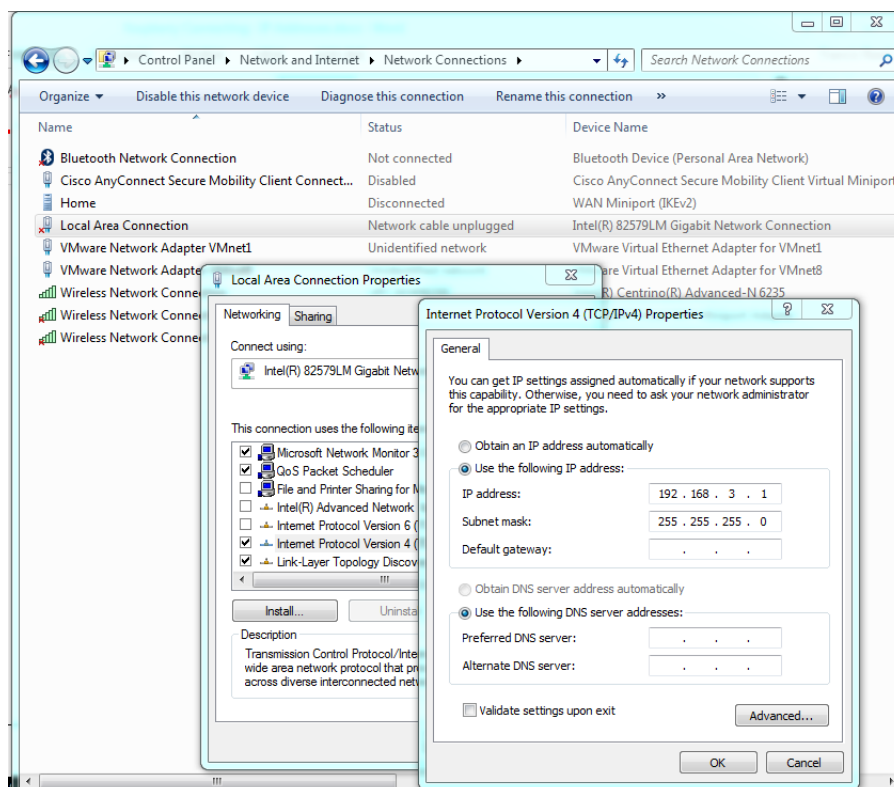 Control Panel ▸ Network and Internet ▸ Network Connections ▸
Search Network Connections
Organize Disable this network device Diagnose this connection Rename this connection »
Name Status Device Name
Bluetooth Network Connection Not connected Bluetooth Device (Personal Area Network)
Cisco AnyConnect Secure Mobility Client Connect... Disabled Cisco AnyConnect Secure Mobility Client Virtual Miniport
Home Disconnected WAN Miniport (IKEv2)
Local Area Connection Network cable unplugged Intel(R) 82579LM Gigabit Network Connection
VMware Network Adapter VMnet1 Unidentified network VMware Virtual Ethernet Adapter for VMnet1
VMware Network Adapte are Virtual Ethernet Adapter for VMnet8
Wireless Network Conne R) Centrino(R) Advanced-N 6235
Wireless Network Conne
Wireless Network Conne
Local Area Connection Properties
Networking Sharing
Connect using:
Intel(R) 82579LM Gigabit Netw
This connection uses the following ite
Microsoft Network Monitor 3
QoS Packet Scheduler
File and Printer Sharing for M
Intel(R) Advanced Network
Internet Protocol Version 6 (
Internet Protocol Version 4 (
Link-Layer Topology Discov
Install... Uninsta
Description
Transmission Control Protocol/Inte
wide area network protocol that pr
across diverse interconnected net
Internet Protocol Version 4 (TCP/IPv4) Properties
General
You can get IP settings assigned automatically if your network supports
this capability. Otherwise, you need to ask your network administrator
for the appropriate IP settings.
Obtain an IP address automatically
Use the following IP address:
IP address: 192 . 168 . 3 . 1
Subnet mask: 255 . 255 . 255 . 0
Default gateway: . . .
Obtain DNS server address automatically
Use the following DNS server addresses:
Preferred DNS server: . . .
Alternate DNS server: . . .
Validate settings upon exit
Advanced...
OK Cancel